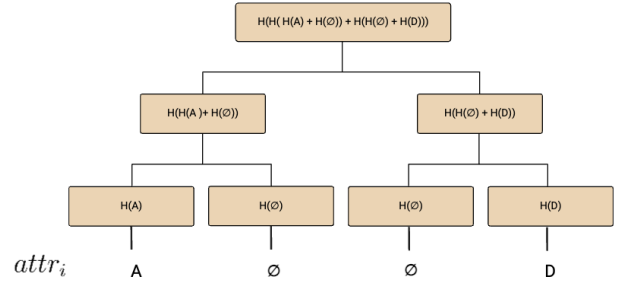 H(H( H(A) + H(∅)) + H(H(∅) + H(D)))
H(H(A )+ H(∅))
H(H(∅) + H(D))
H(A)
H(∅)
H(∅)
H(D)
attr_i
A
∅
∅
D